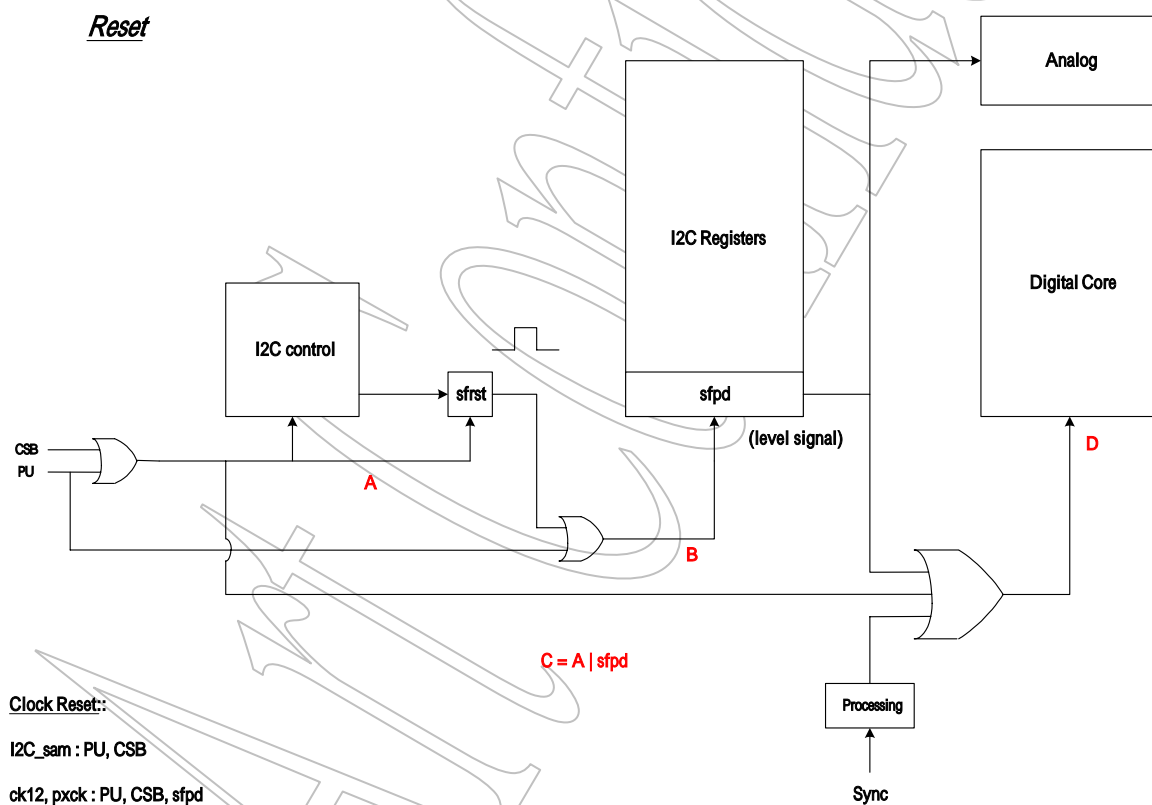 Reset
Analog
I2C Registers
Digital Core
I2C control
sfrst
sfpd
(level signal)
CSB
PU
A
B
D
C = A | sfpd
Clock Reset::
I2C_sam : PU, CSB
ck12, pxck : PU, CSB, sfpd
Processing
Sync